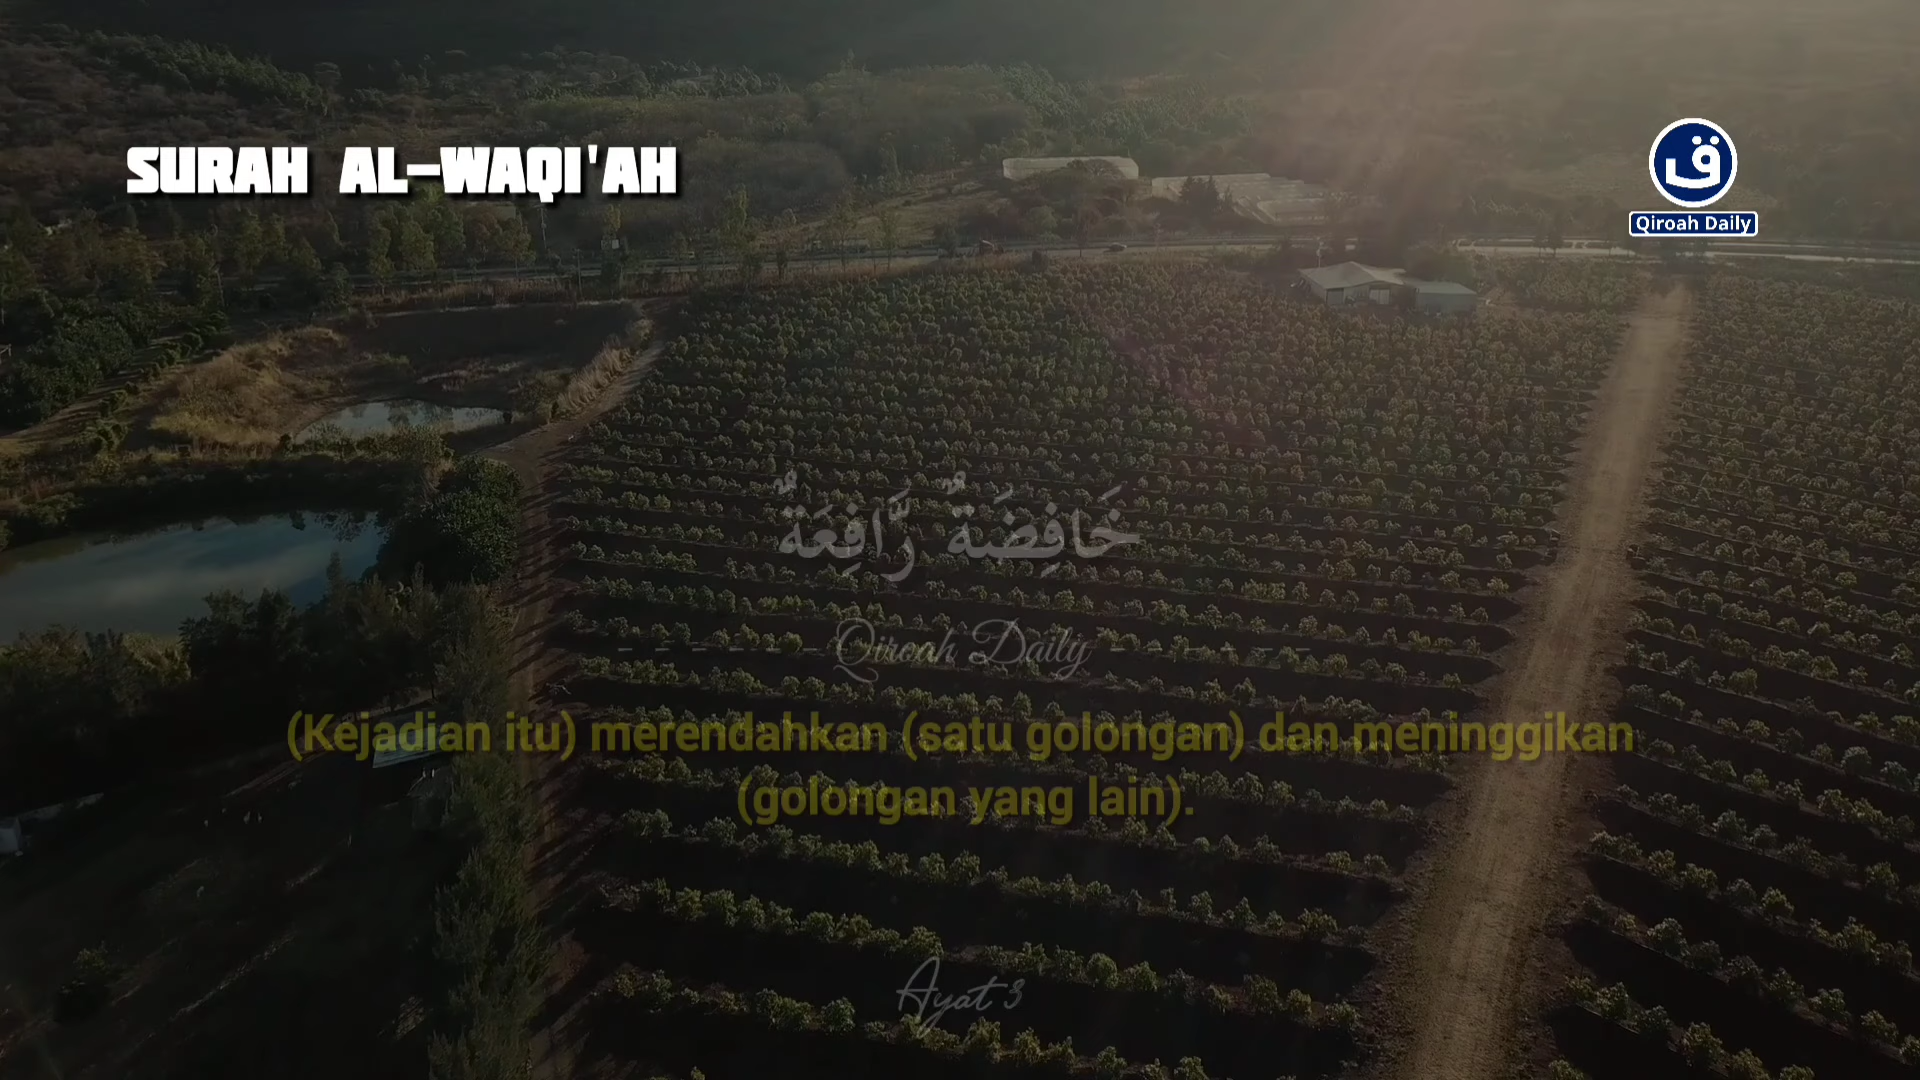 SURAH AL-WAQI'AH
ق
Qiroah Daily
خَافِضَةٌ رَّافِعَةٌ
Qiroah Daily
(Kejadian itu) merendahkan (satu golongan) dan meninggikan
(golongan yang lain).
Ayat 3